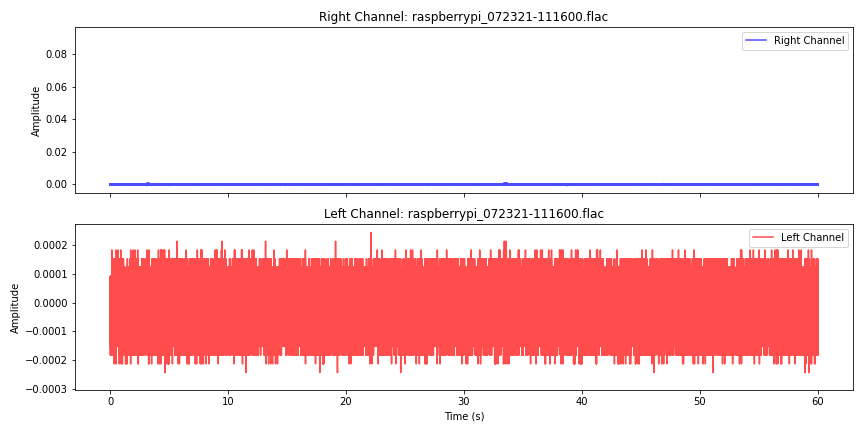 Right Channel: raspberrypi_072321-111600.flac
Right Channel
0.08
0.06
0.04
0.02
0.00
Amplitude
Left Channel: raspberrypi_072321-111600.flac
Left Channel
0.0002
0.0001
0.0000
−0.0001
−0.0002
−0.0003
Amplitude
0 10 20 30 40 50 60
Time (s)